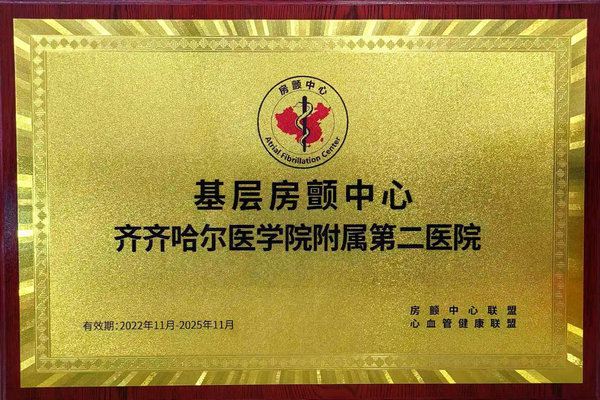 房颤中心
Atrial Fibrillation Center
基层房颤中心
齐齐哈尔医学院附属第二医院
有效期:2022年11月-2025年11月
房颤中心联盟
心血管健康联盟